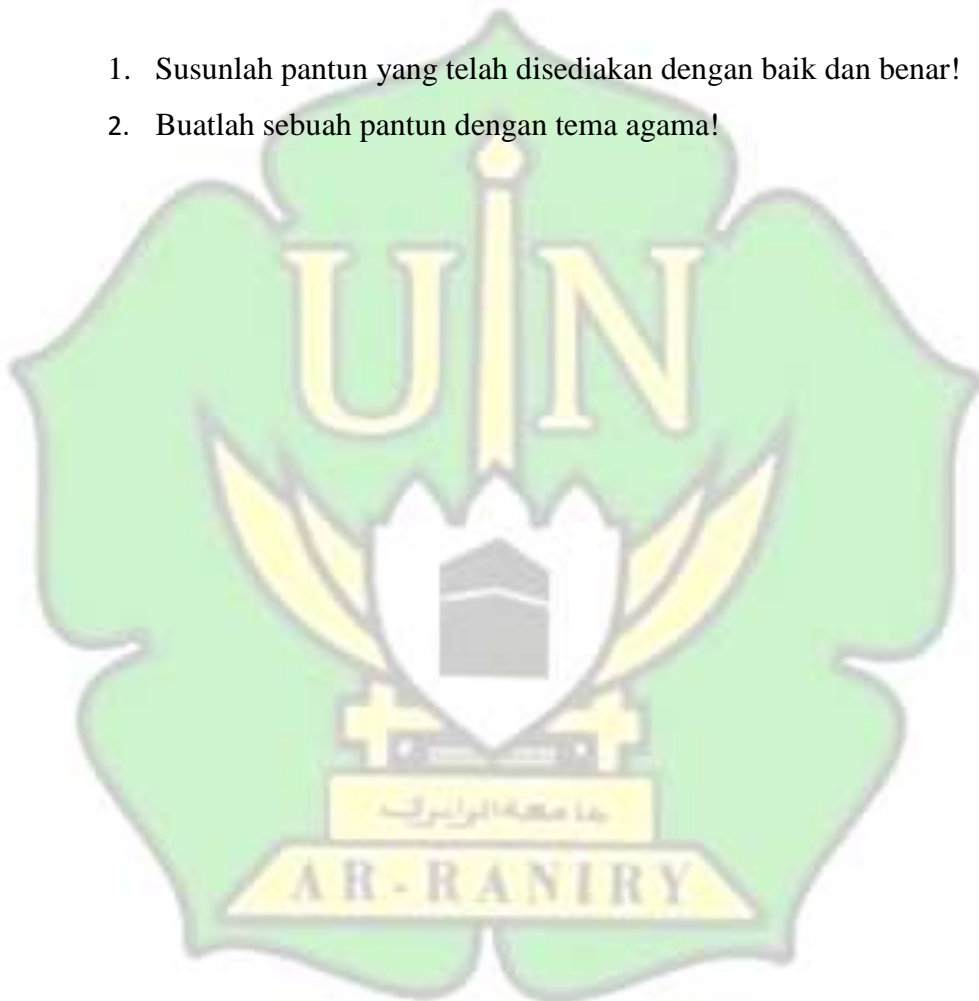 1. Susunlah pantun yang telah disediakan dengan baik dan benar!
2. Buatlah sebuah pantun dengan tema agama!
UIN
AR-RANIRY